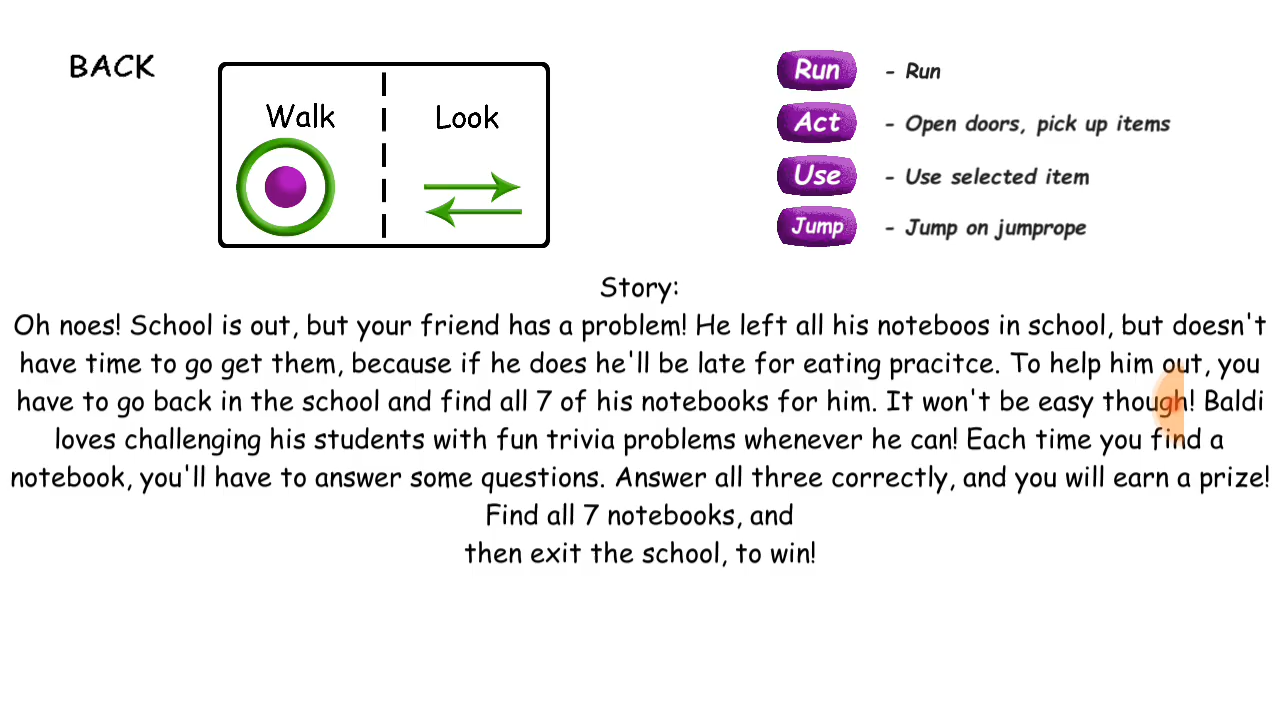 BACK
Walk
Look
Run - Run
Act - Open doors, pick up items
Use - Use selected item
Jump - Jump on jumprope
Story:
Oh noes! School is out, but your friend has a problem! He left all his noteboos in school, but doesn't
have time to go get them, because if he does he'll be late for eating pracitce. To help him out, you
have to go back in the school and find all 7 of his notebooks for him. It won't be easy though! Baldi
loves challenging his students with fun trivia problems whenever he can! Each time you find a
notebook, you'll have to answer some questions. Answer all three correctly, and you will earn a prize!
Find all 7 notebooks, and
then exit the school, to win!